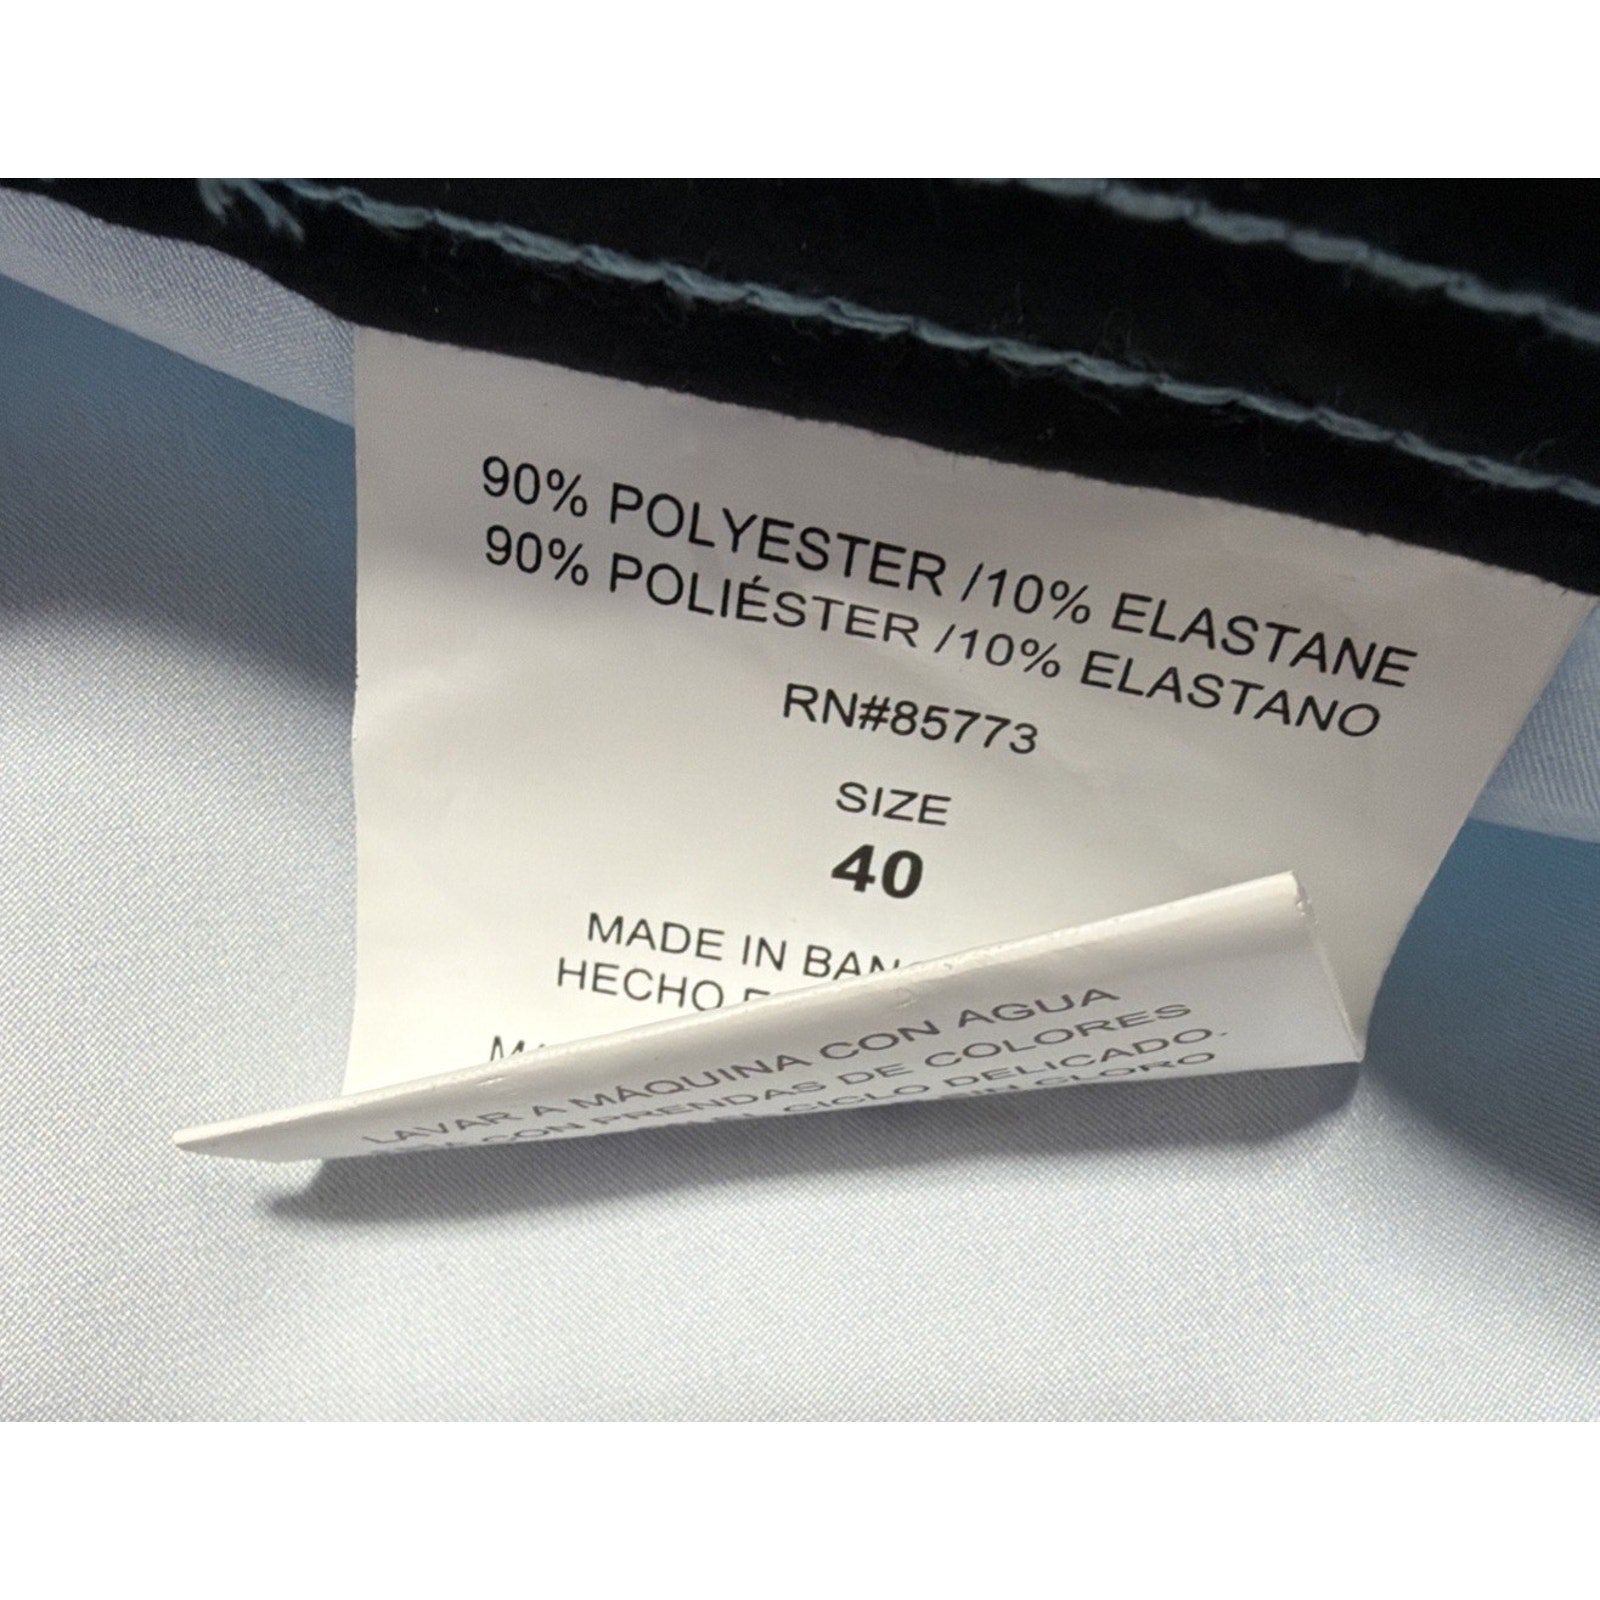 90% POLYESTER /10% ELASTANE
90% POLIÉSTER /10% ELASTANO
RN#85773
SIZE
40
MADE IN
HECHO
LAVAR A MÁQUINA CON AGUA
CON PRENDAS DE COLORES
CICLO DELICADO.
CLORO